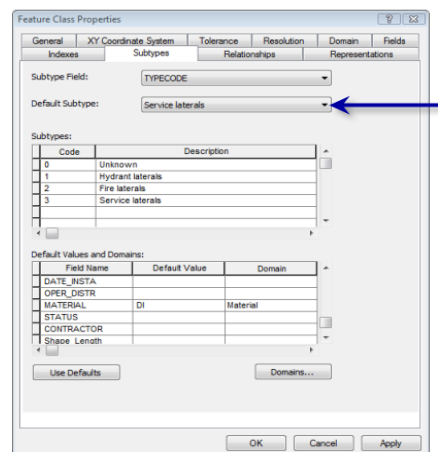 Feature Class Properties
General XY Coordinate System Tolerance Resolution Domain Fields
Indexes Subtypes Relationships Representations
Subtype Field: TYPECODE
Default Subtype: Service laterals
Subtypes:
Code Description
0 Unknown
1 Hydrant laterals
2 Fire laterals
3 Service laterals
Default Values and Domains:
Field Name Default Value Domain
DATE_INSTA
OPER_DISTR
MATERIAL DI Material
STATUS
CONTRACTOR
Shape_Length
Use Defaults Domains...
OK Cancel Apply